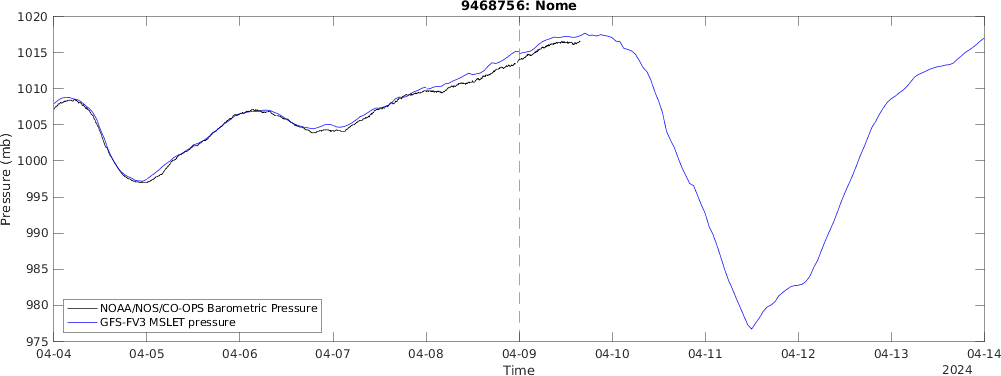 9468756: Nome
1020
1015
1010
1005
1000
995
990
985
980
975
Pressure (mb)
NOAA/NOS/CO-OPS Barometric Pressure
GFS-FV3 MSLET pressure
04-04 04-05 04-06 04-07 04-08 04-09 04-10 04-11 04-12 04-13 04-14
Time
2024